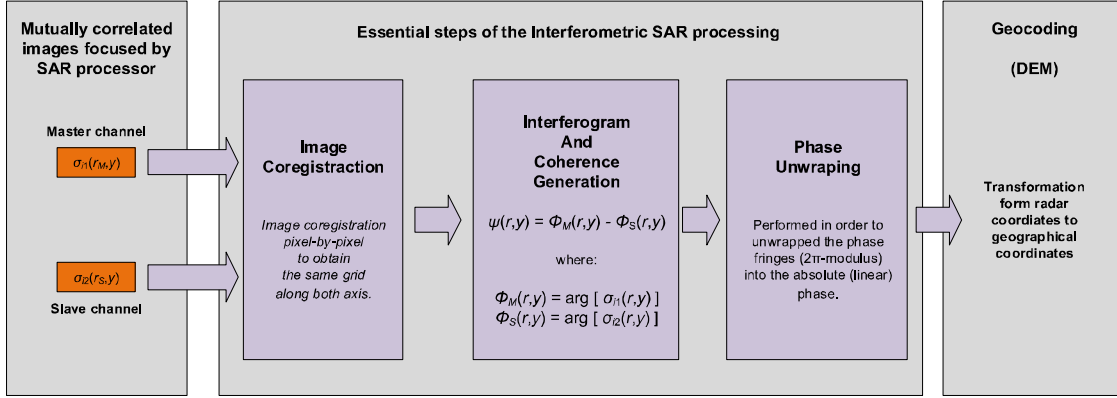 Mutually correlated
images focused by
SAR processor
Master channel
σi1(rM,y)
σi2(rS,y)
Slave channel
Essential steps of the Interferometric SAR processing
Image
Coregistraction
Image coregistration
pixel-by-pixel
to obtain
the same grid
along both axis.
Interferogram
And
Coherence
Generation
ψ(r,y) = ΦM(r,y) - ΦS(r,y)
where:
ΦM(r,y) = arg [ σi1(r,y) ]
ΦS(r,y) = arg [ σi2(r,y) ]
Phase
Unwraping
Performed in order to
unwrapped the phase
fringes (2π-modulus)
into the absolute (linear)
phase.
Geocoding
(DEM)
Transformation
form radar
coordiates to
geographical
coordinates